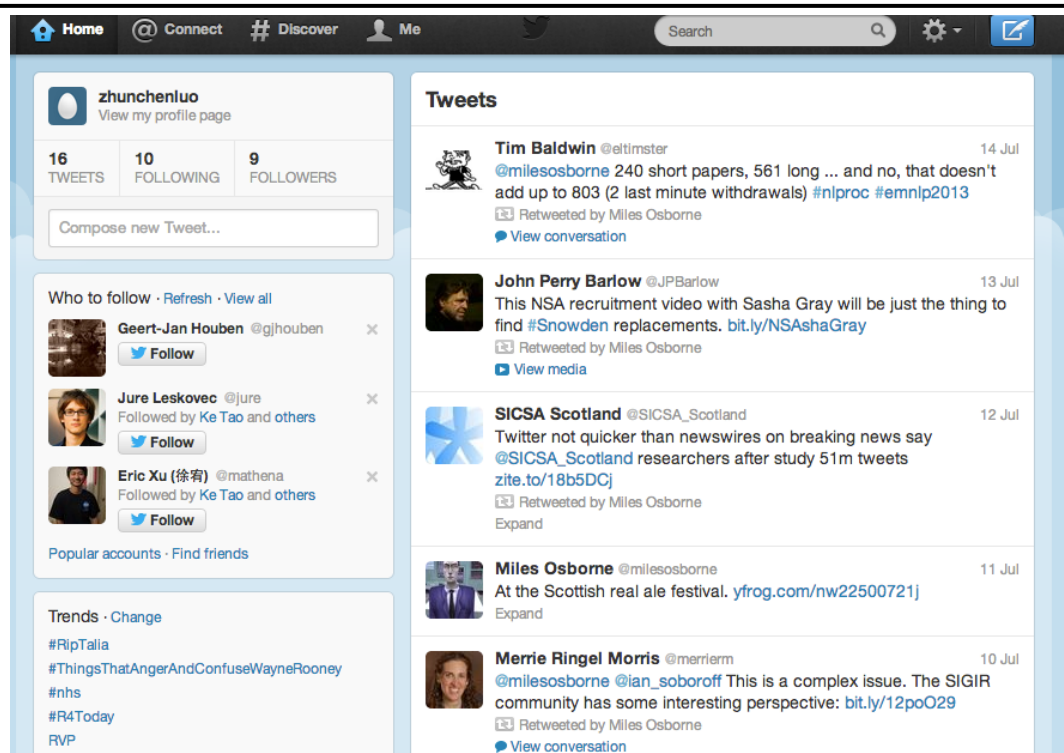 Home
@ Connect
# Discover
Me
Search
zhunchenluo
View my profile page
16
TWEETS
10
FOLLOWING
9
FOLLOWERS
Compose new Tweet...
Who to follow · Refresh · View all
Geert-Jan Houben @gjhouben
Follow
Jure Leskovec @jure
Followed by Ke Tao and others
Follow
Eric Xu (徐宥) @mathena
Followed by Ke Tao and others
Follow
Popular accounts · Find friends
Trends · Change
#RipTalia
#ThingsThatAngerAndConfuseWayneRooney
#nhs
#R4Today
RVP
Tweets
Tim Baldwin @eltimster 14 Jul
@milesosborne 240 short papers, 561 long ... and no, that doesn't
add up to 803 (2 last minute withdrawals) #nlproc #emnlp2013
Retweeted by Miles Osborne
View conversation
John Perry Barlow @JPBarlow 13 Jul
This NSA recruitment video with Sasha Gray will be just the thing to
find #Snowden replacements. bit.ly/NSAshaGray
Retweeted by Miles Osborne
View media
SICSA Scotland @SICSA_Scotland 12 Jul
Twitter not quicker than newswires on breaking news say
@SICSA_Scotland researchers after study 51m tweets
zite.to/18b5DCj
Retweeted by Miles Osborne
Expand
Miles Osborne @milesosborne 11 Jul
At the Scottish real ale festival. yfrog.com/nw22500721j
Expand
Merrie Ringel Morris @merrierm 10 Jul
@milesosborne @ian_soboroff This is a complex issue. The SIGIR
community has some interesting perspective: bit.ly/12poO29
Retweeted by Miles Osborne
View conversation